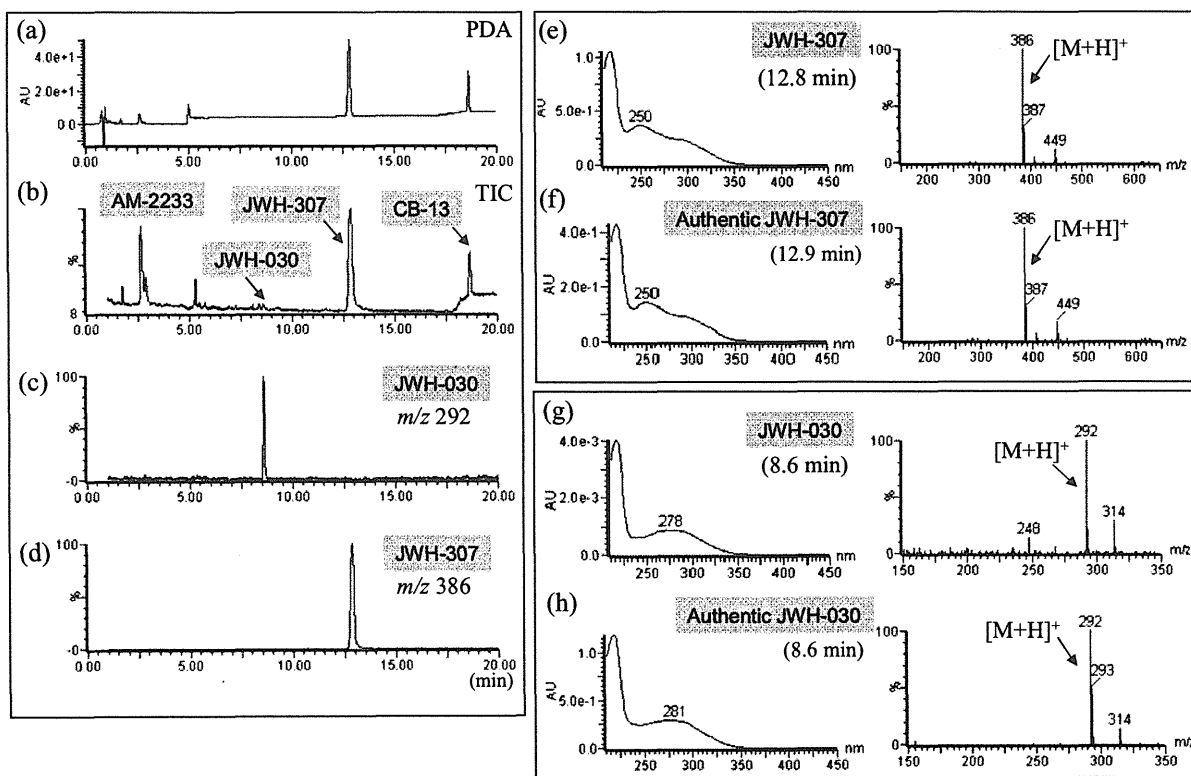 (a)
PDA
4.0e+1
2.0e+1
0.0
AU
0.00 5.00 10.00 15.00 20.00
(b)
TIC
AM-2233
JWH-307
CB-13
JWH-030
%
8
0.00 5.00 10.00 15.00 20.00
(c)
100
JWH-030
m/z 292
%
-0
0.00 5.00 10.00 15.00 20.00
(d)
100
JWH-307
m/z 386
%
-0
0.00 5.00 10.00 15.00 20.00
(min)
(e)
JWH-307
(12.8 min)
1.0
5.0e-1
0.0
AU
250
250 300 350 400 450
nm
100
%
0
386
[M+H]+
387
449
200 300 400 500 600
m/z
(f)
Authentic JWH-307
(12.9 min)
4.0e-1
2.0e-1
0.0
AU
250
250 300 350 400 450
nm
100
%
0
386
[M+H]+
387
449
200 300 400 500 600
m/z
(g)
JWH-030
(8.6 min)
4.0e-3
2.0e-3
0.0
AU
278
250 300 350 400 450
nm
100
%
0
292
[M+H]+
314
248
150 200 250 300 350
m/z
(h)
Authentic JWH-030
(8.6 min)
1.0
5.0e-1
0.0
AU
281
250 300 350 400 450
nm
100
%
0
292
[M+H]+
293
314
150 200 250 300 350
m/z